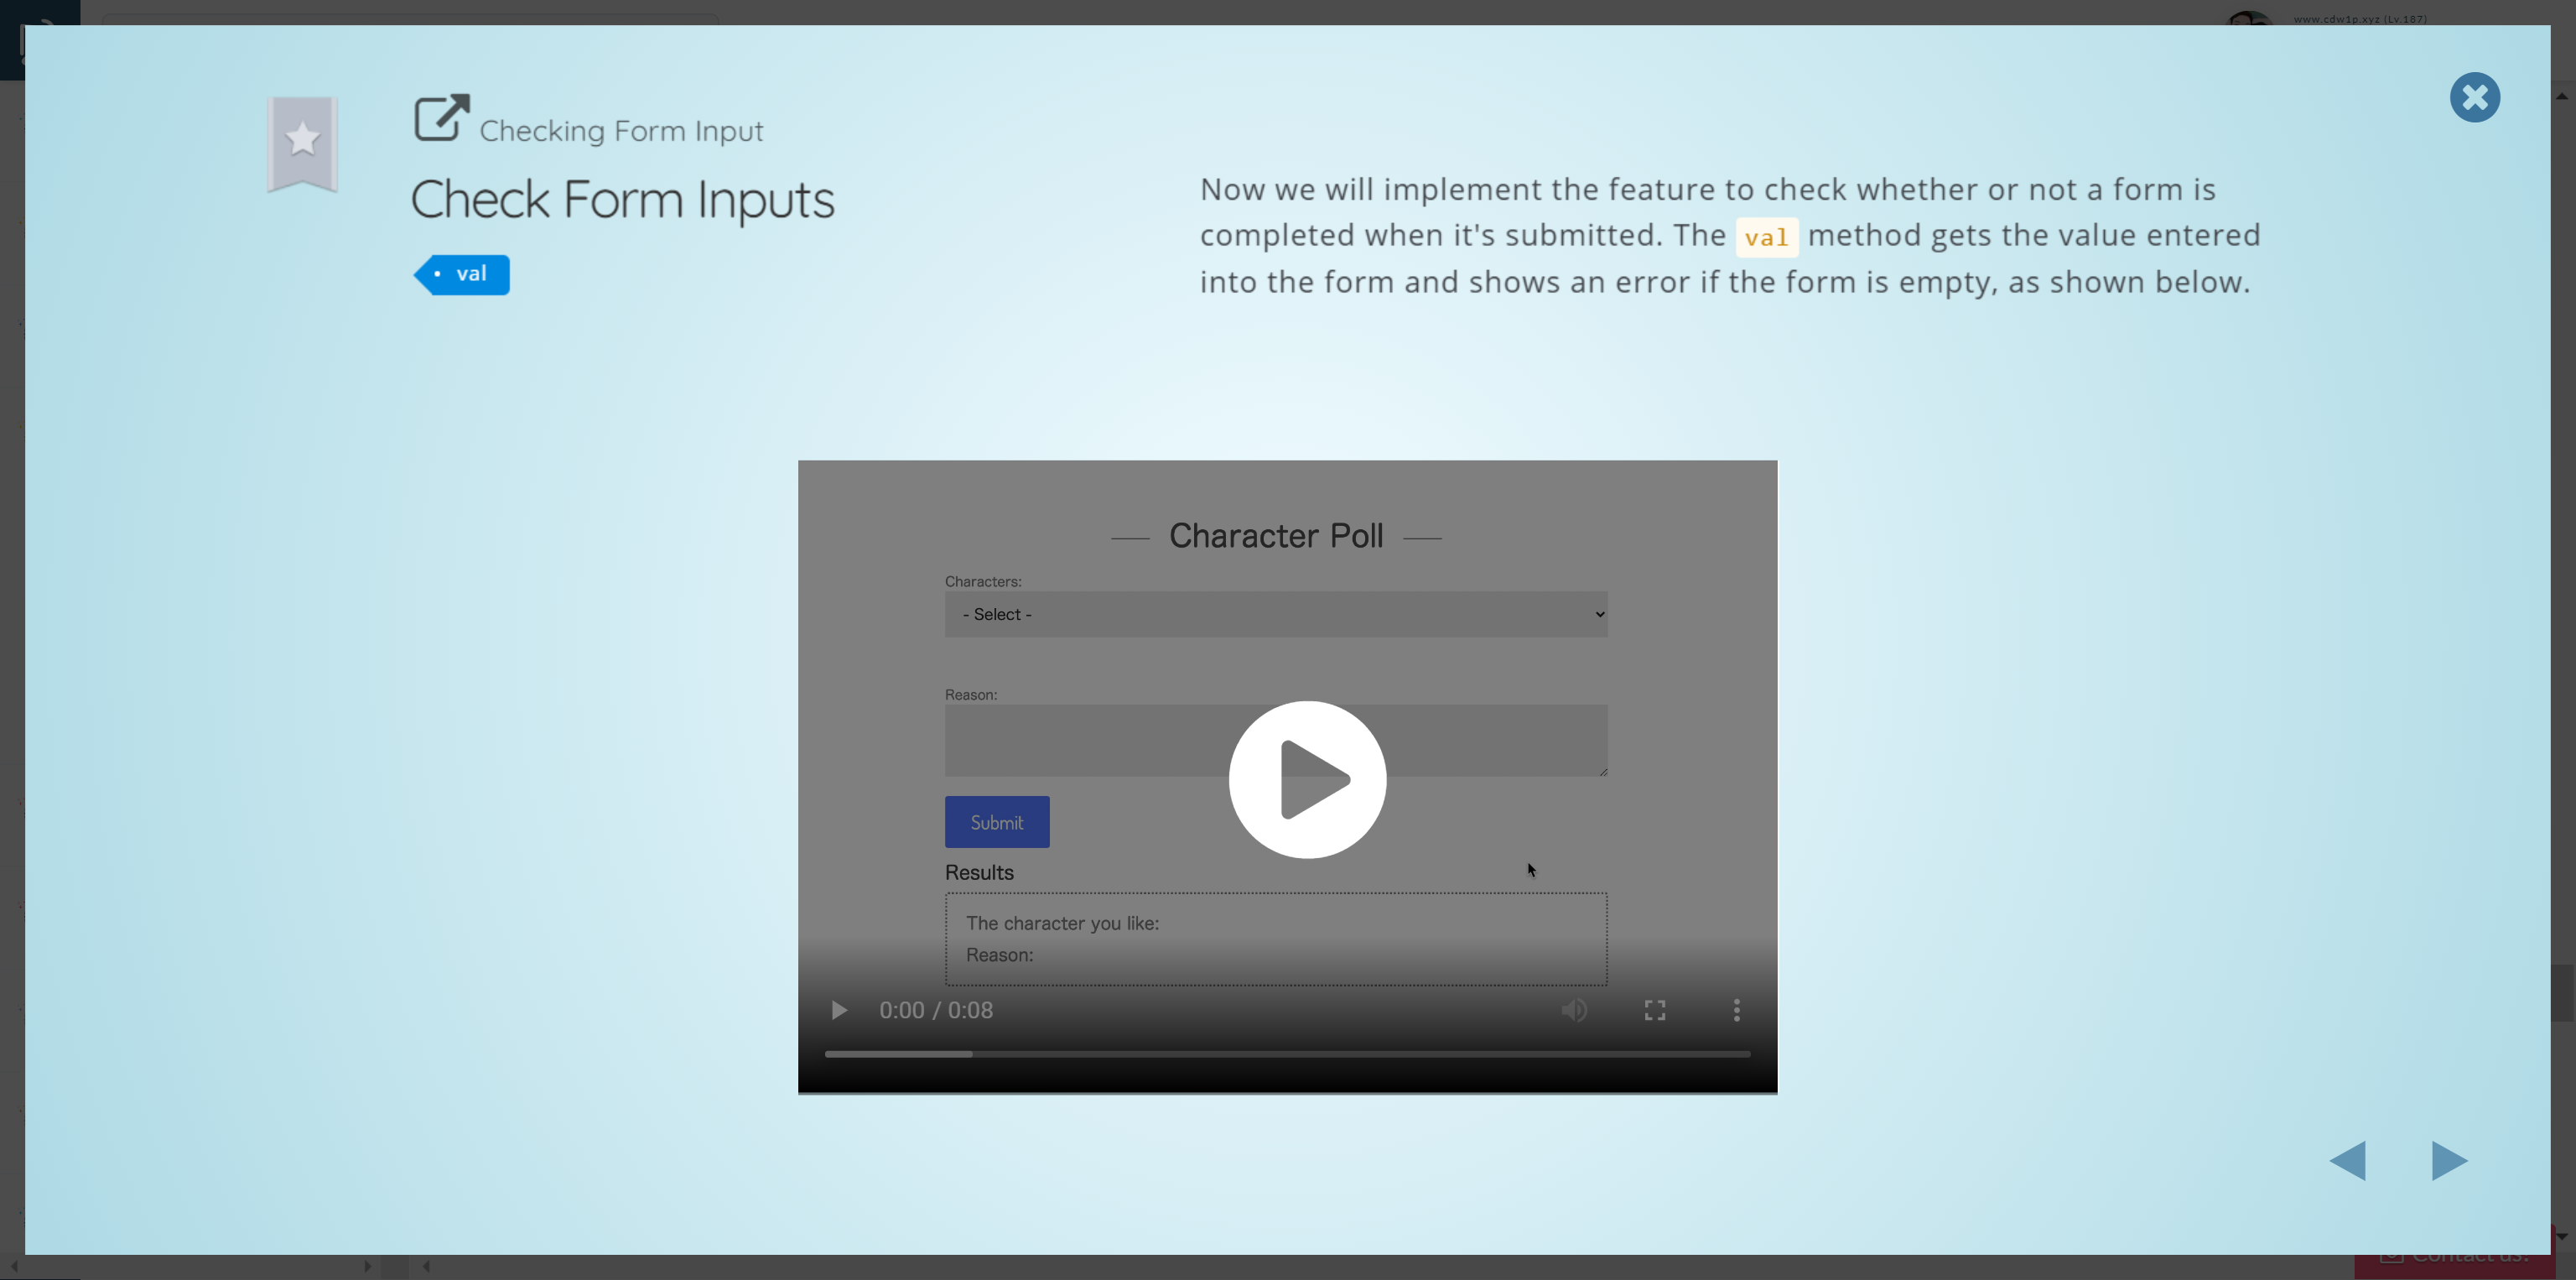 www.cdw1p.xyz (Lv.187)
Checking Form Input
Check Form Inputs
val
Now we will implement the feature to check whether or not a form is
completed when it's submitted. The val method gets the value entered
into the form and shows an error if the form is empty, as shown below.
Character Poll
Characters:
- Select -
Reason:
Submit
Results
The character you like:
Reason:
0:00 / 0:08
Contact us!